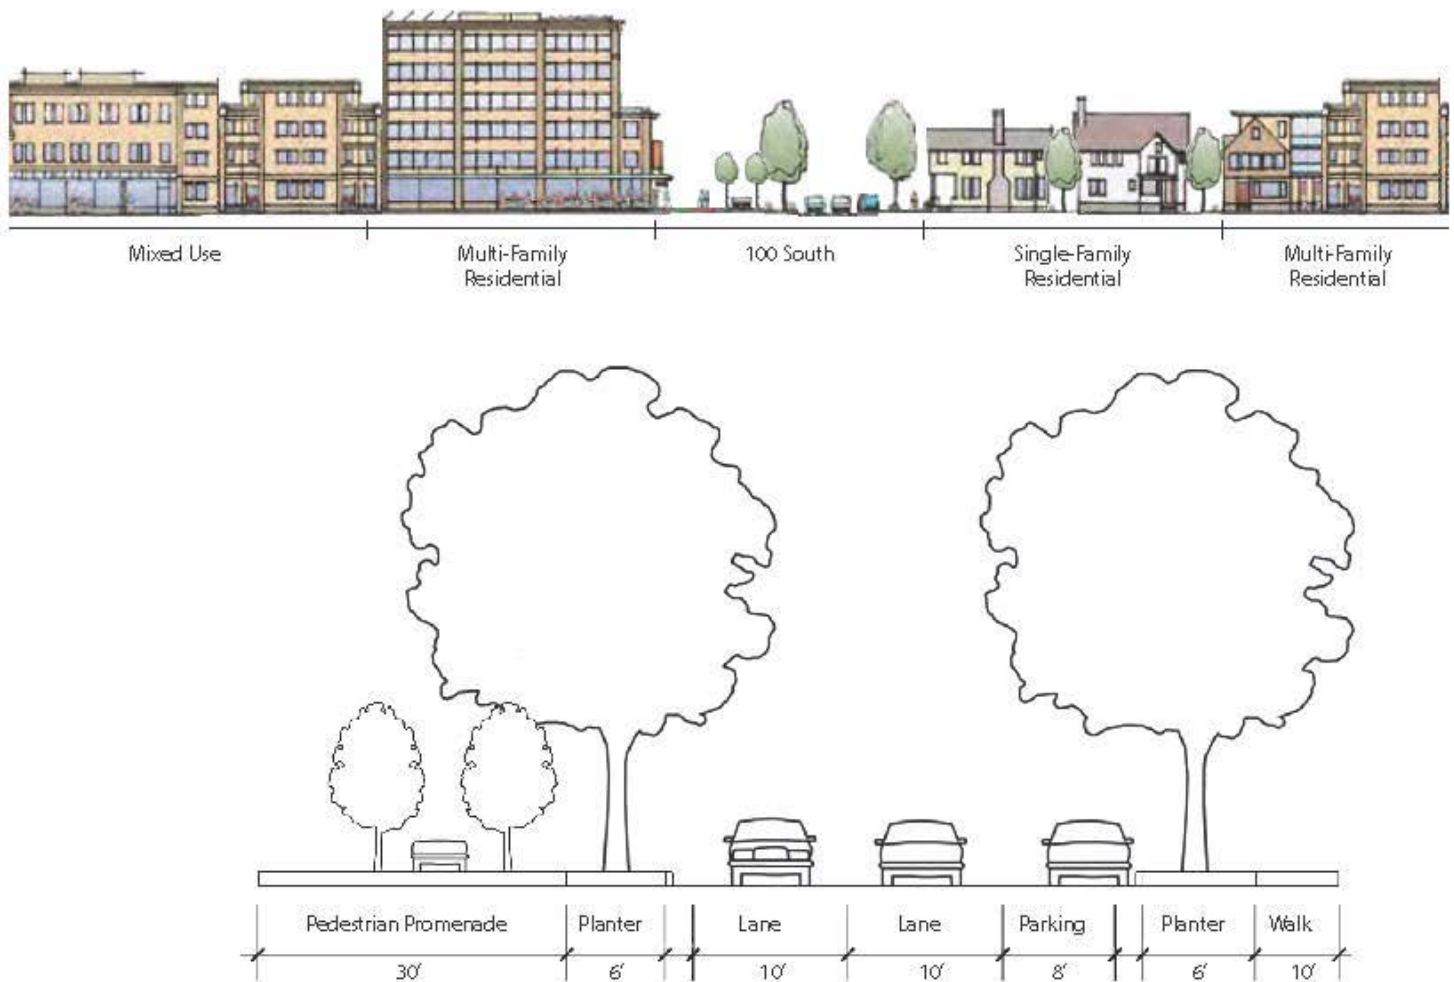 Mixed Use
Multi-Family
Residential
100 South
Single-Family
Residential
Multi-Family
Residential
Pedestrian Promenade
Planter
Lane
Lane
Parking
Planter
Walk
30'
6'
10'
10'
8'
6'
10'